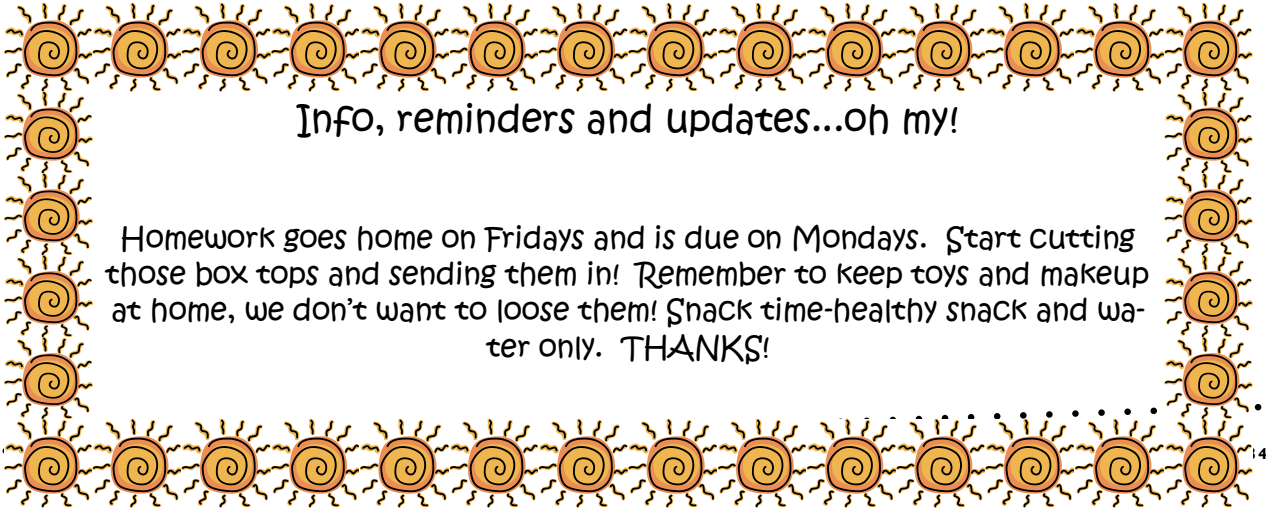 Info, reminders and updates...oh my!
Homework goes home on Fridays and is due on Mondays.  Start cutting
those box tops and sending them in!  Remember to keep toys and makeup
at home, we don't want to loose them! Snack time-healthy snack and wa-
ter only.  THANKS!